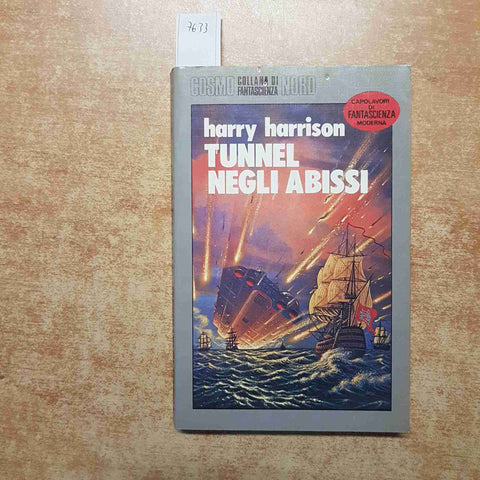 7633
COSMO COLLANA DI FANTASCIENZA NORD
CAPOLAVORI
DI
FANTASCIENZA
MODERNA
harry harrison
TUNNEL
NEGLI ABISSI